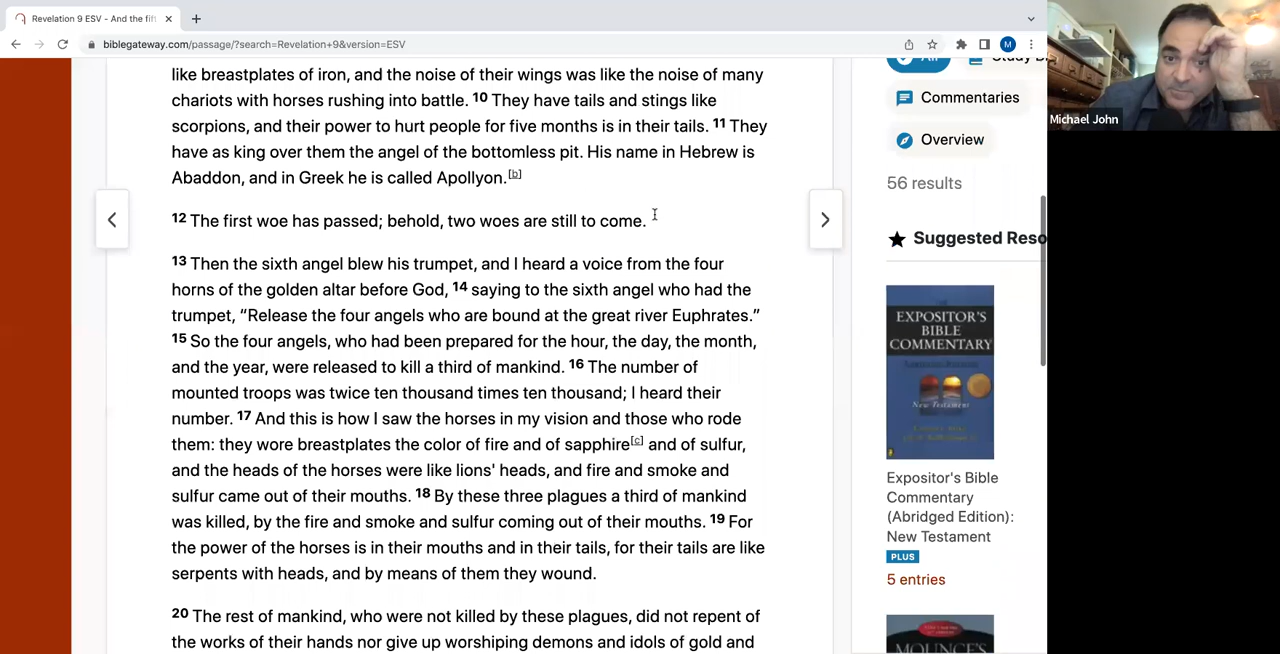 Revelation 9 ESV - And the fif
biblegateway.com/passage/?search=Revelation+9&version=ESV
M
Michael John
like breastplates of iron, and the noise of their wings was like the noise of many
chariots with horses rushing into battle. 10 They have tails and stings like
scorpions, and their power to hurt people for five months is in their tails. 11 They
have as king over them the angel of the bottomless pit. His name in Hebrew is
Abaddon, and in Greek he is called Apollyon.[b]
12 The first woe has passed; behold, two woes are still to come.
13 Then the sixth angel blew his trumpet, and I heard a voice from the four
horns of the golden altar before God, 14 saying to the sixth angel who had the
trumpet, “Release the four angels who are bound at the great river Euphrates.”
15 So the four angels, who had been prepared for the hour, the day, the month,
and the year, were released to kill a third of mankind. 16 The number of
mounted troops was twice ten thousand times ten thousand; I heard their
number. 17 And this is how I saw the horses in my vision and those who rode
them: they wore breastplates the color of fire and of sapphire[c] and of sulfur,
and the heads of the horses were like lions' heads, and fire and smoke and
sulfur came out of their mouths. 18 By these three plagues a third of mankind
was killed, by the fire and smoke and sulfur coming out of their mouths. 19 For
the power of the horses is in their mouths and in their tails, for their tails are like
serpents with heads, and by means of them they wound.
20 The rest of mankind, who were not killed by these plagues, did not repent of
the works of their hands nor give up worshiping demons and idols of gold and
All
Study B
Commentaries
Overview
56 results
Suggested Reso
EXPOSITOR'S
BIBLE
COMMENTARY
New Testament
Expositor's Bible
Commentary
(Abridged Edition):
New Testament
PLUS
5 entries
MOUNCE'S